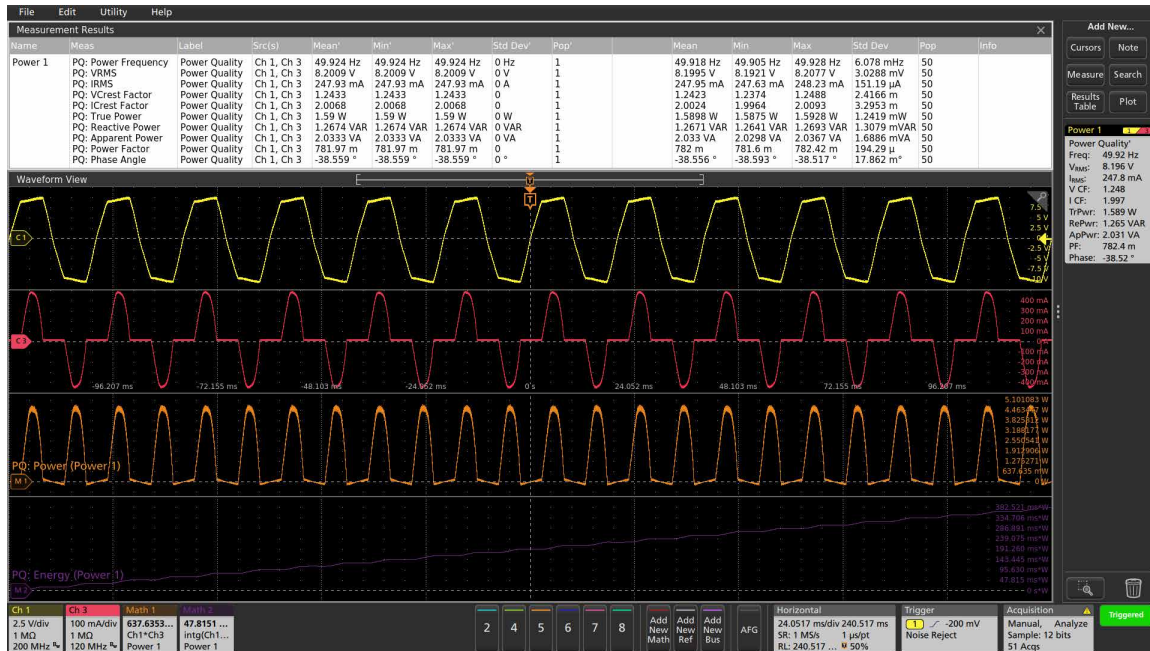 File Edit Utility Help
Measurement Results
Name Meas Label Src(s) Mean' Min' Max' Std Dev' Pop' Mean Min Max Std Dev Pop Info
Power 1 PQ: Power Frequency Power Quality Ch 1, Ch 3 49.924 Hz 49.924 Hz 49.924 Hz 0 Hz 1 49.918 Hz 49.905 Hz 49.928 Hz 6.078 mHz 50
PQ: VRMS Power Quality Ch 1, Ch 3 8.2009 V 8.2009 V 8.2009 V 0 V 1 8.1995 V 8.1921 V 8.2077 V 3.0288 mV 50
PQ: IRMS Power Quality Ch 1, Ch 3 247.93 mA 247.93 mA 247.93 mA 0 A 1 247.95 mA 247.63 mA 248.23 mA 151.19 µA 50
PQ: VCrest Factor Power Quality Ch 1, Ch 3 1.2433 1.2433 1.2433 0 1 1.2423 1.2374 1.2488 2.4166 m 50
PQ: ICrest Factor Power Quality Ch 1, Ch 3 2.0068 2.0068 2.0068 0 1 2.0024 1.9964 2.0093 3.2953 m 50
PQ: True Power Power Quality Ch 1, Ch 3 1.59 W 1.59 W 1.59 W 0 W 1 1.5898 W 1.5875 W 1.5928 W 1.2419 mW 50
PQ: Reactive Power Power Quality Ch 1, Ch 3 1.2674 VAR 1.2674 VAR 1.2674 VAR 0 VAR 1 1.2671 VAR 1.2641 VAR 1.2693 VAR 1.3079 mVAR 50
PQ: Apparent Power Power Quality Ch 1, Ch 3 2.0333 VA 2.0333 VA 2.0333 VA 0 VA 1 2.033 VA 2.0298 VA 2.0367 VA 1.6886 mVA 50
PQ: Power Factor Power Quality Ch 1, Ch 3 781.97 m 781.97 m 781.97 m 0 1 782 m 781.6 m 782.42 m 194.29 µ 50
PQ: Phase Angle Power Quality Ch 1, Ch 3 -38.559 ° -38.559 ° -38.559 ° 0 ° 1 -38.556 ° -38.593 ° -38.517 ° 17.862 m° 50
Waveform View
T
T
C 1
7.5
5 V
2.5 V
-2.5 V
-5 V
-7.5 V
C 3
400 mA
300 mA
200 mA
100 mA
0 A
-100 mA
-200 mA
-300 mA
-400 mA
-96.207 ms -72.155 ms -48.103 ms -24.052 ms 0 s 24.052 ms 48.103 ms 72.155 ms 96.207 ms
5.101083 W
4.463447 W
3.825812 W
3.188177 W
2.550541 W
1.912906 W
1.275271 W
637.635 mW
0 W
PQ: Power (Power 1)
M 1
382.521 ms*W
334.706 ms*W
286.891 ms*W
239.075 ms*W
191.260 ms*W
143.445 ms*W
95.630 ms*W
47.815 ms*W
0 s*W
PQ: Energy (Power 1)
M 2
Add New...
Cursors Note
Measure Search
Results Table Plot
Power 1
Power Quality'
Freq: 49.92 Hz
VRMS: 8.196 V
IRMS: 247.8 mA
V CF: 1.248
I CF: 1.997
TrPwr: 1.589 W
RePwr: 1.265 VAR
ApPwr: 2.031 VA
PF: 782.4 m
Phase: -38.52 °
Ch 1
2.5 V/div
1 MΩ
200 MHz
Ch 3
100 mA/div
1 MΩ
120 MHz
Math 1
637.6353...
Ch1*Ch3
Power 1
Math 2
47.8151 ...
intg(Ch1...
Power 1
2 4 5 6 7 8
Add New Math
Add New Ref
Add New Bus
AFG
Horizontal
24.0517 ms/div 240.517 ms
SR: 1 MS/s 1 µs/pt
RL: 240.517 ... 50%
Trigger
1 -200 mV
Noise Reject
Acquisition
Manual, Analyze
Sample: 12 bits
51 Acqs
Triggered